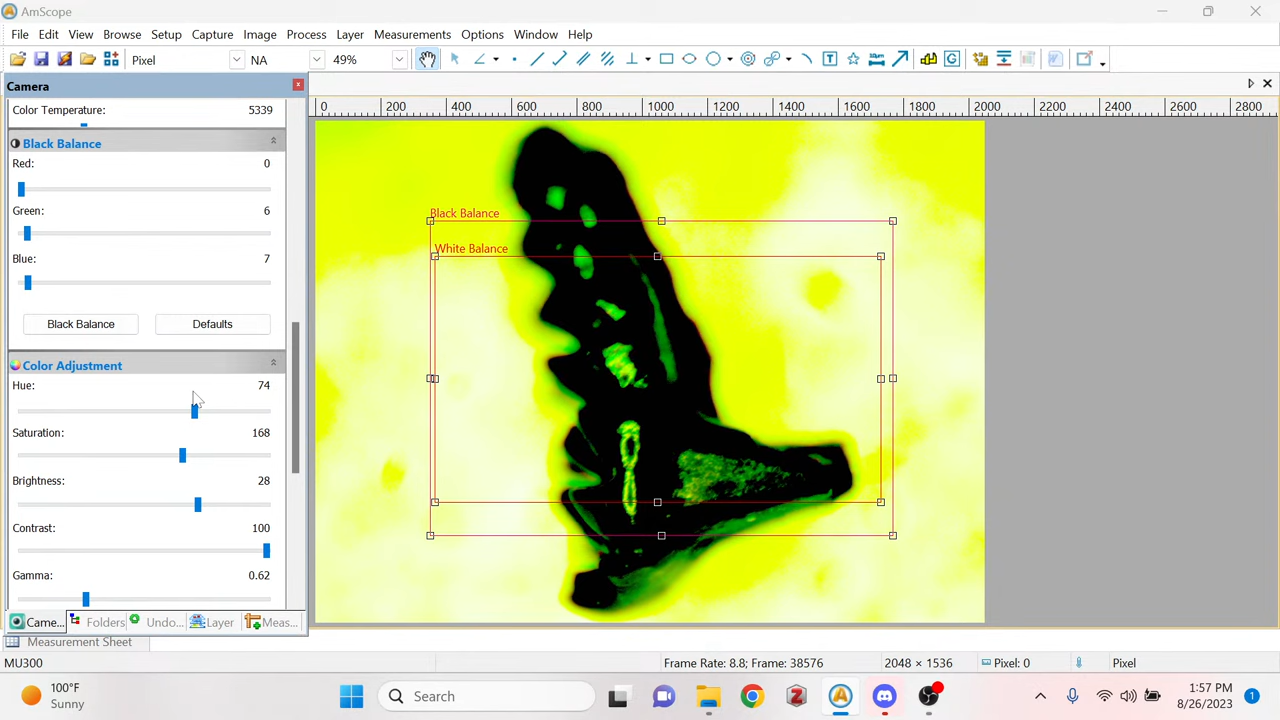 AmScope
File Edit View Browse Setup Capture Image Process Layer Measurements Options Window Help
Pixel NA 49%
Camera
0 200 400 600 800 1000 1200 1400 1600 1800 2000 2200 2400 2600 2800
Color Temperature: 5339
Black Balance
Red: 0
Green: 6
Blue: 7
Black Balance Defaults
Color Adjustment
Hue: 74
Saturation: 168
Brightness: 28
Contrast: 100
Gamma: 0.62
Black Balance
White Balance
Came... Folders Undo... Layer Meas...
Measurement Sheet
MU300 Frame Rate: 8.8; Frame: 38576 2048 × 1536 Pixel: 0 Pixel
100°F
Sunny
Search
1:57 PM
8/26/2023
1